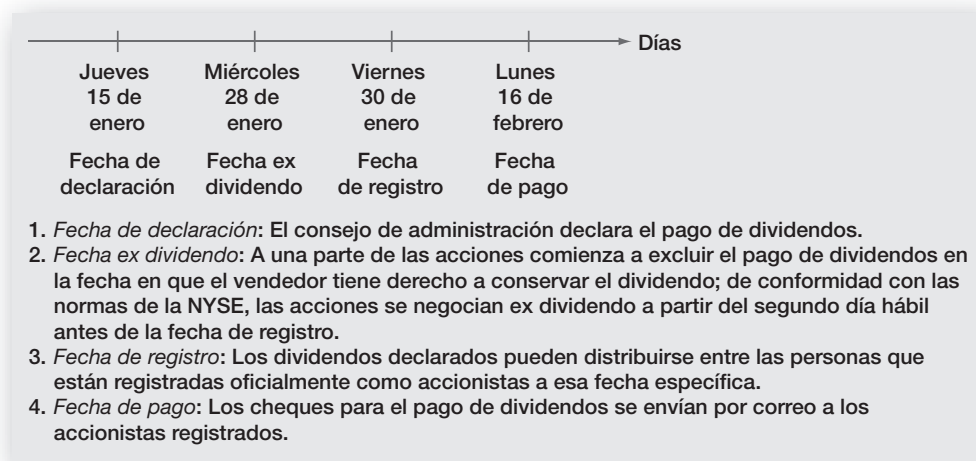 Días
Jueves Miércoles Viernes Lunes
15 de 28 de 30 de 16 de
enero enero enero febrero
Fecha de Fecha ex Fecha Fecha
declaración dividendo de registro de pago
1. Fecha de declaración: El consejo de administración declara el pago de dividendos.
2. Fecha ex dividendo: A una parte de las acciones comienza a excluir el pago de dividendos en
la fecha en que el vendedor tiene derecho a conservar el dividendo; de conformidad con las
normas de la NYSE, las acciones se negocian ex dividendo a partir del segundo día hábil
antes de la fecha de registro.
3. Fecha de registro: Los dividendos declarados pueden distribuirse entre las personas que
están registradas oficialmente como accionistas a esa fecha específica.
4. Fecha de pago: Los cheques para el pago de dividendos se envían por correo a los
accionistas registrados.